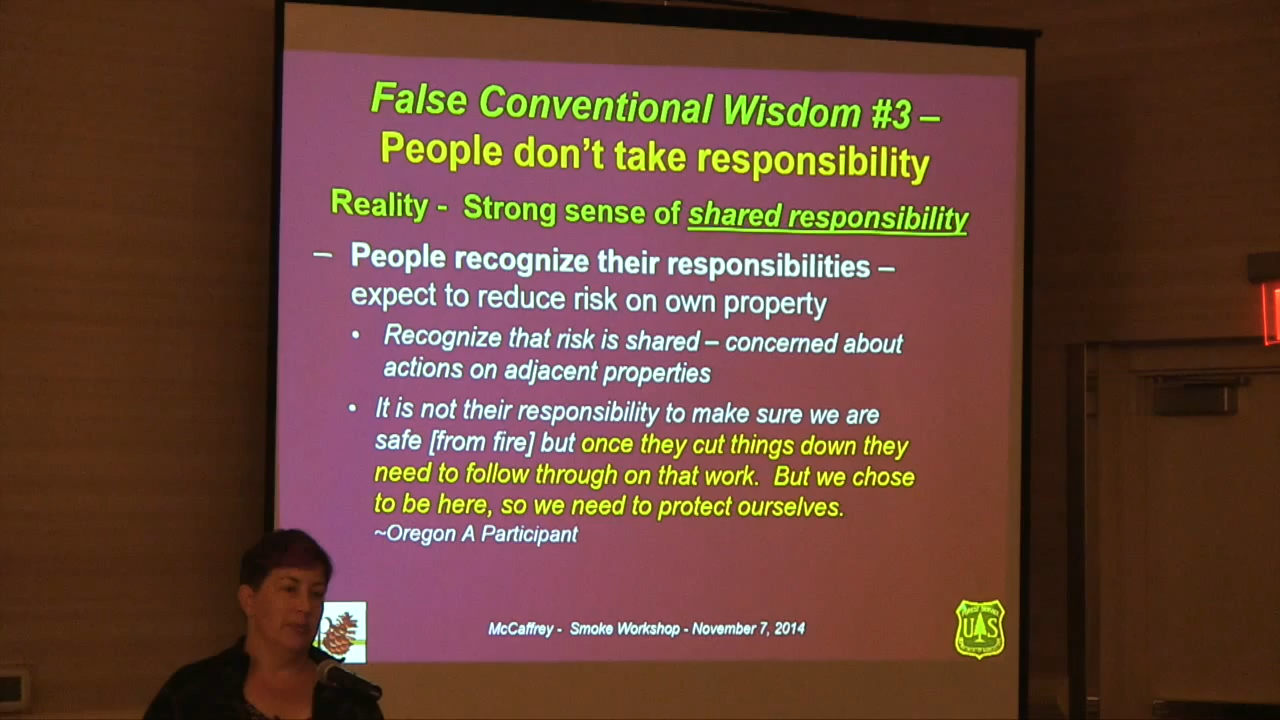 False Conventional Wisdom #3 –
People don't take responsibility
Reality - Strong sense of shared responsibility
– People recognize their responsibilities –
expect to reduce risk on own property
• Recognize that risk is shared – concerned about
actions on adjacent properties
• It is not their responsibility to make sure we are
safe [from fire] but once they cut things down they
need to follow through on that work. But we chose
to be here, so we need to protect ourselves.
~Oregon A Participant
McCaffrey - Smoke Workshop - November 7, 2014
FOREST SERVICE
U S